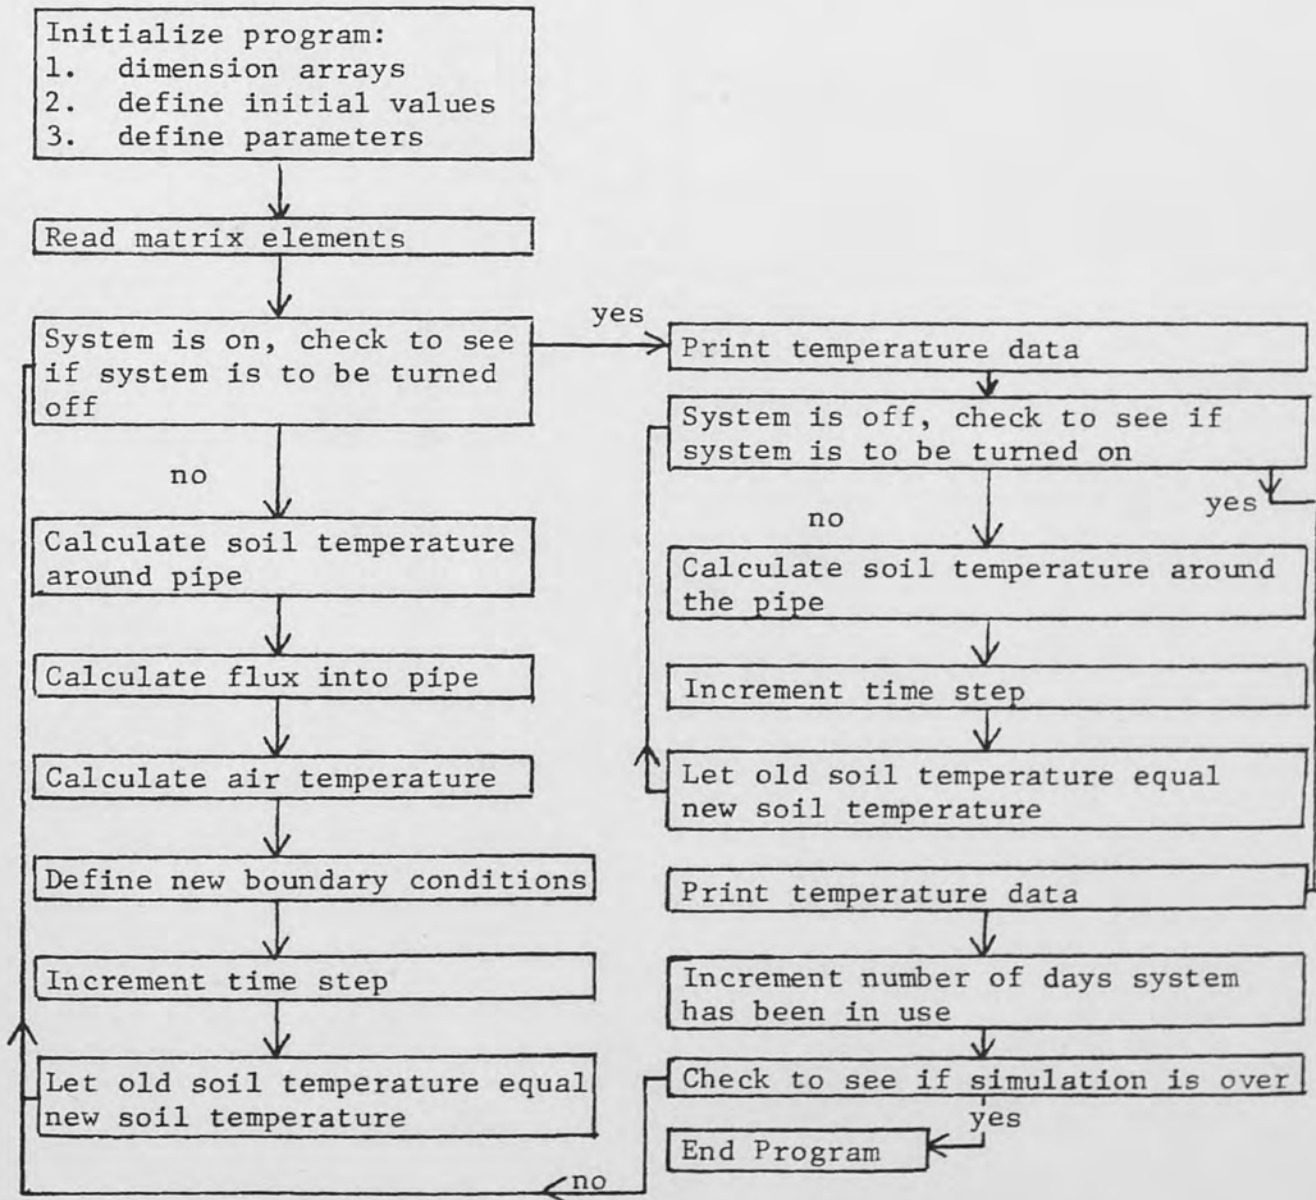 Initialize program:
1. dimension arrays
2. define initial values
3. define parameters
Read matrix elements
System is on, check to see
if system is to be turned
off
no
Calculate soil temperature
around pipe
Calculate flux into pipe
Calculate air temperature
Define new boundary conditions
Increment time step
Let old soil temperature equal
new soil temperature
yes
Print temperature data
System is off, check to see if
system is to be turned on
yes
no
Calculate soil temperature around
the pipe
Increment time step
Let old soil temperature equal
new soil temperature
Print temperature data
Increment number of days system
has been in use
Check to see if simulation is over
yes
End Program
no